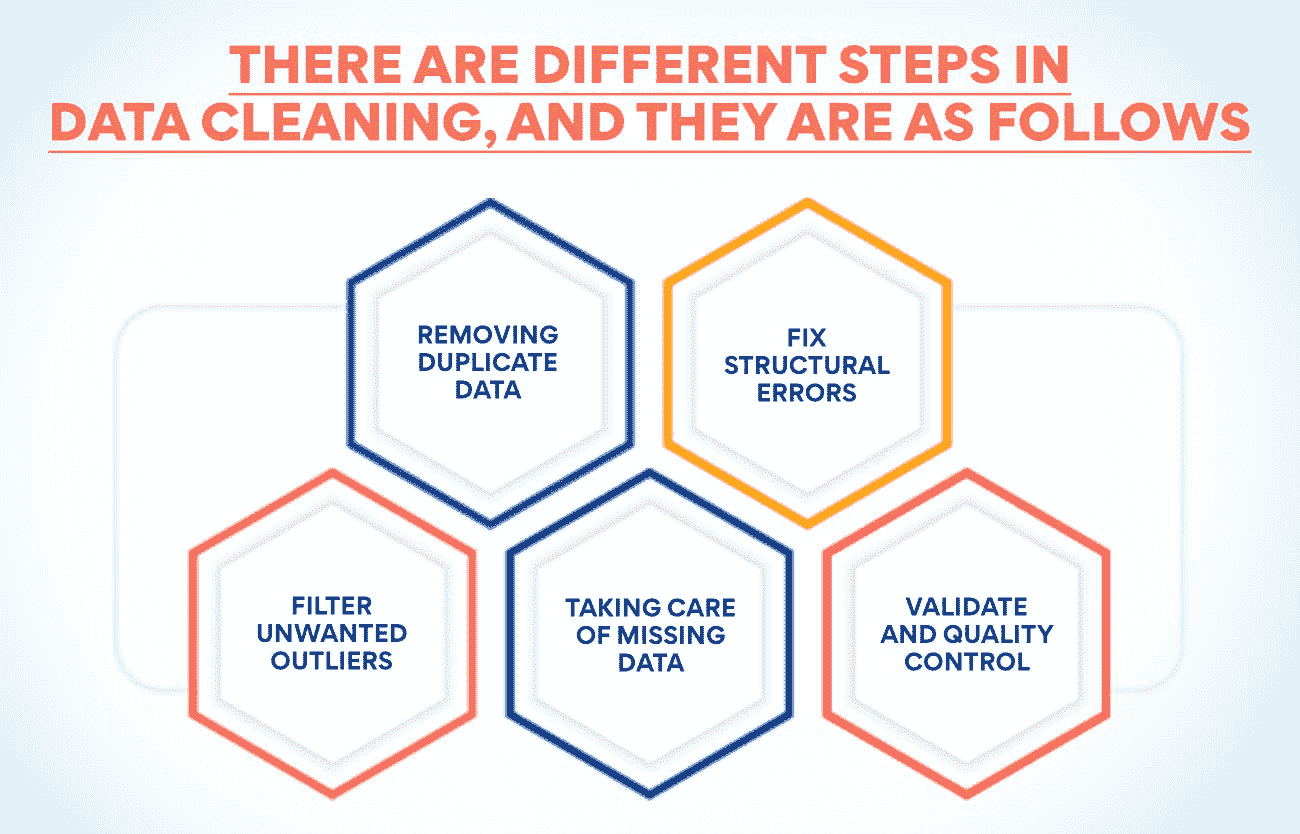 THERE ARE DIFFERENT STEPS IN
DATA CLEANING, AND THEY ARE AS FOLLOWS
REMOVING
DUPLICATE
DATA
FIX
STRUCTURAL
ERRORS
FILTER
UNWANTED
OUTLIERS
TAKING CARE
OF MISSING
DATA
VALIDATE
AND QUALITY
CONTROL